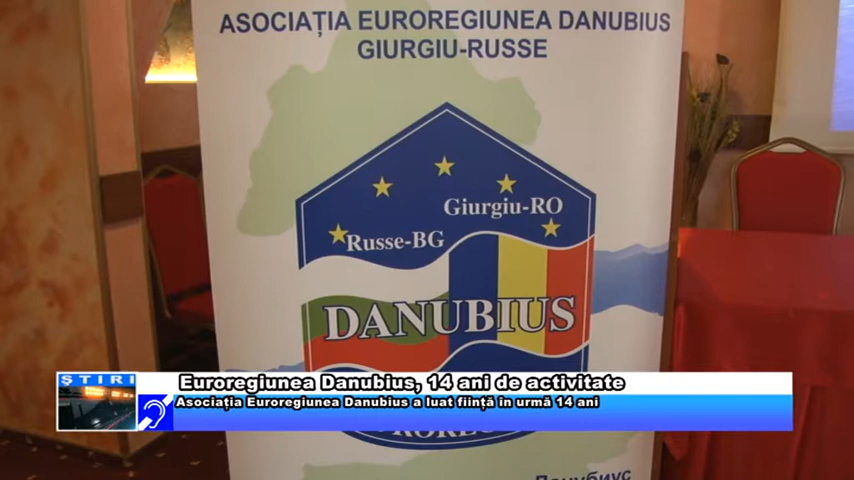 ASOCIAȚIA EUROREGIUNEA DANUBIUS
GIURGIU-RUSSE
Giurgiu-RO
Russe-BG
DANUBIUS
ȘTIRI
Euroregiunea Danubius, 14 ani de activitate
Asociația Euroregiunea Danubius a luat ființă în urmă 14 ani